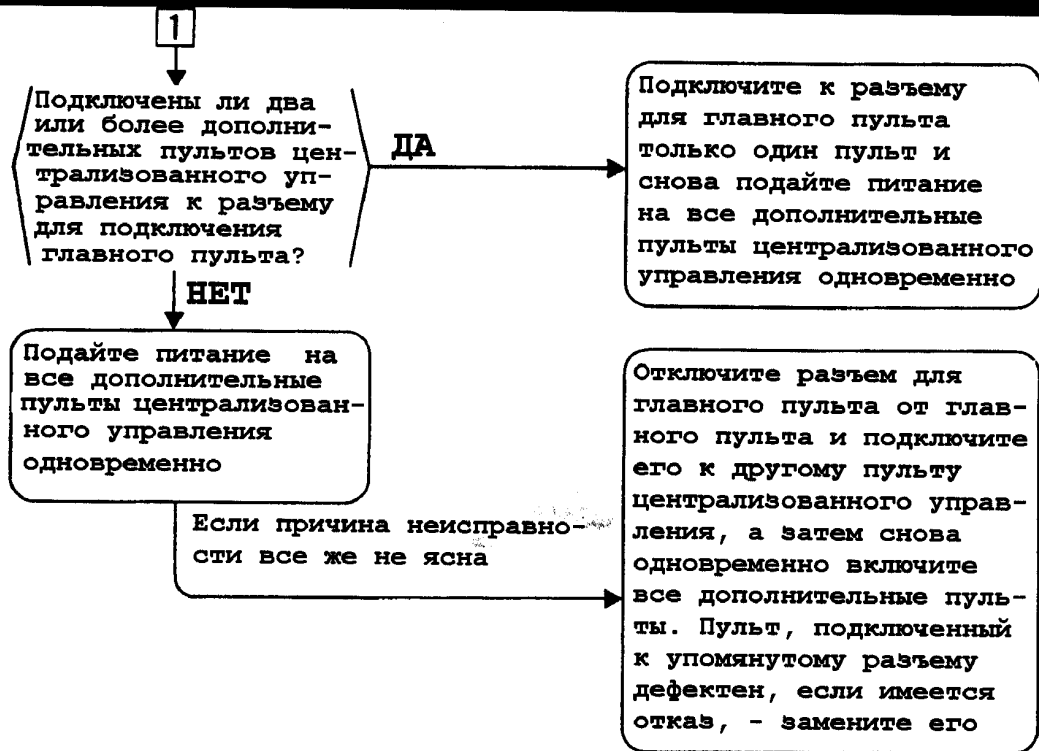 1
Подключены ли два
или более дополни-
тельных пультов цен-
трализованного уп-
равления к разъему
для подключения
главного пульта?
ДА
Подключите к разъему
для главного пульта
только один пульт и
снова подайте питание
на все дополнительные
пульты централизованного
управления одновременно
НЕТ
Подайте питание на
все дополнительные
пульты централизован-
ного управления
одновременно
Если причина неисправно-
сти все же не ясна
Отключите разъем для
главного пульта от глав-
ного пульта и подключите
его к другому пульту
централизованного управ-
ления, а затем снова
одновременно включите
все дополнительные пуль-
ты. Пульт, подключенный
к упомянутому разъему
дефектен, если имеется
отказ, - замените его